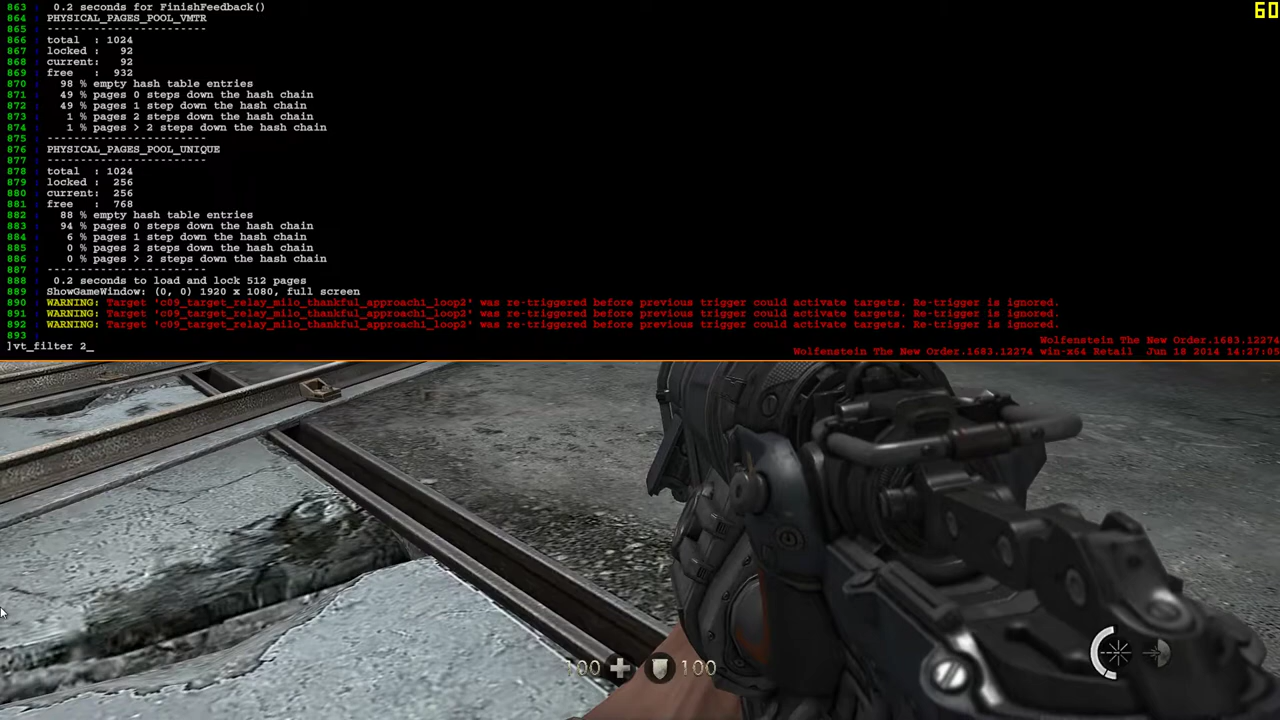 60
863 : 0.2 seconds for FinishFeedback()
864 : PHYSICAL_PAGES_POOL_VMTR
865 : ------------------------
866 : total  : 1024
867 : locked :   92
868 : current:   92
869 : free   :  932
870 :   98 % empty hash table entries
871 :   49 % pages 0 steps down the hash chain
872 :   49 % pages 1 step down the hash chain
873 :    1 % pages 2 steps down the hash chain
874 :    1 % pages > 2 steps down the hash chain
875 : ------------------------
876 : PHYSICAL_PAGES_POOL_UNIQUE
877 : ------------------------
878 : total  : 1024
879 : locked :  256
880 : current:  256
881 : free   :  768
882 :   88 % empty hash table entries
883 :   94 % pages 0 steps down the hash chain
884 :    6 % pages 1 step down the hash chain
885 :    0 % pages 2 steps down the hash chain
886 :    0 % pages > 2 steps down the hash chain
887 : ------------------------
888 : 0.2 seconds to load and lock 512 pages
889 : ShowGameWindow: (0, 0) 1920 x 1080, full screen
890 : WARNING: Target 'c09_target_relay_milo_thankful_approach1_loop2' was re-triggered before previous trigger could activate targets. Re-trigger is ignored.
891 : WARNING: Target 'c09_target_relay_milo_thankful_approach1_loop2' was re-triggered before previous trigger could activate targets. Re-trigger is ignored.
892 : WARNING: Target 'c09_target_relay_milo_thankful_approach1_loop2' was re-triggered before previous trigger could activate targets. Re-trigger is ignored.
893 :
]vt_filter 2_
Wolfenstein The New Order.1683.12274
Wolfenstein The New Order.1683.12274 win-x64 Retail  Jun 18 2014 14:27:05
100 100